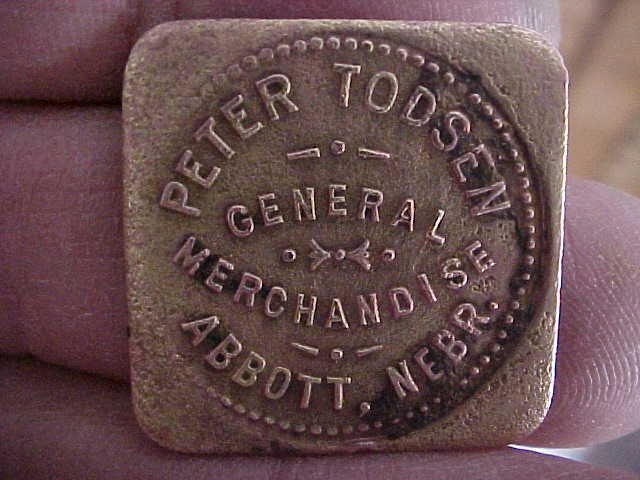 PETER TODSEN
GENERAL
MERCHANDISE
ABBOTT, NEBR.